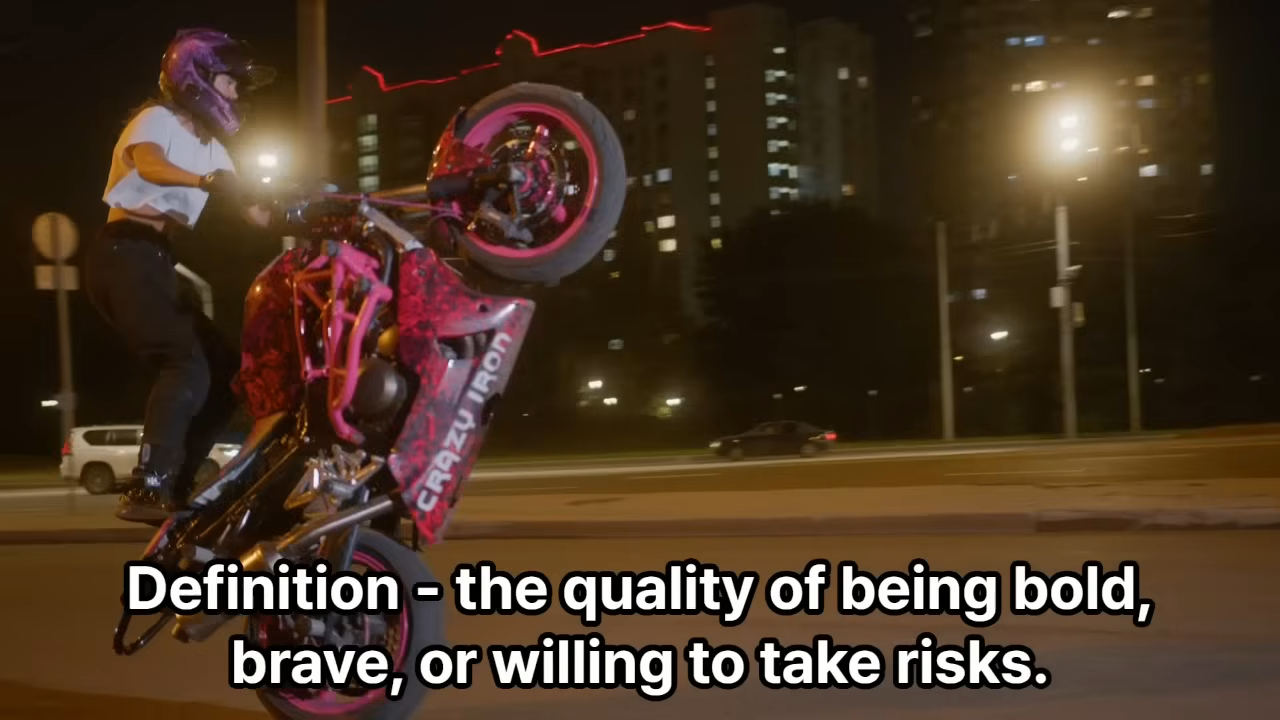 CRAZY IRON
Definition - the quality of being bold,
brave, or willing to take risks.